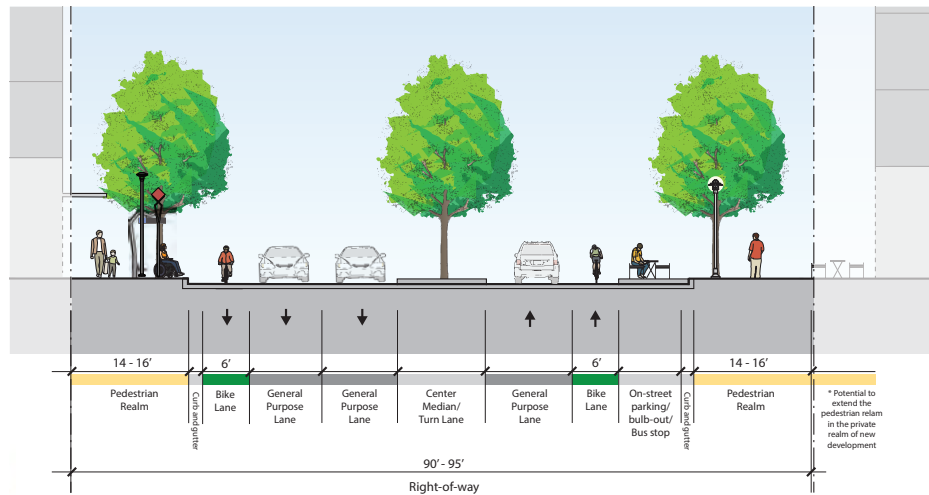 14 - 16’
6’
6’
14 - 16’
Pedestrian
Realm
Curb and gutter
Bike
Lane
General
Purpose
Lane
General
Purpose
Lane
Center
Median/
Turn Lane
General
Purpose
Lane
Bike
Lane
On-street
parking/
bulb-out/
Bus stop
Curb and gutter
Pedestrian
Realm
* Potential to
extend the
pedestrian relam
in the private
realm of new
development
90’ - 95’
Right-of-way